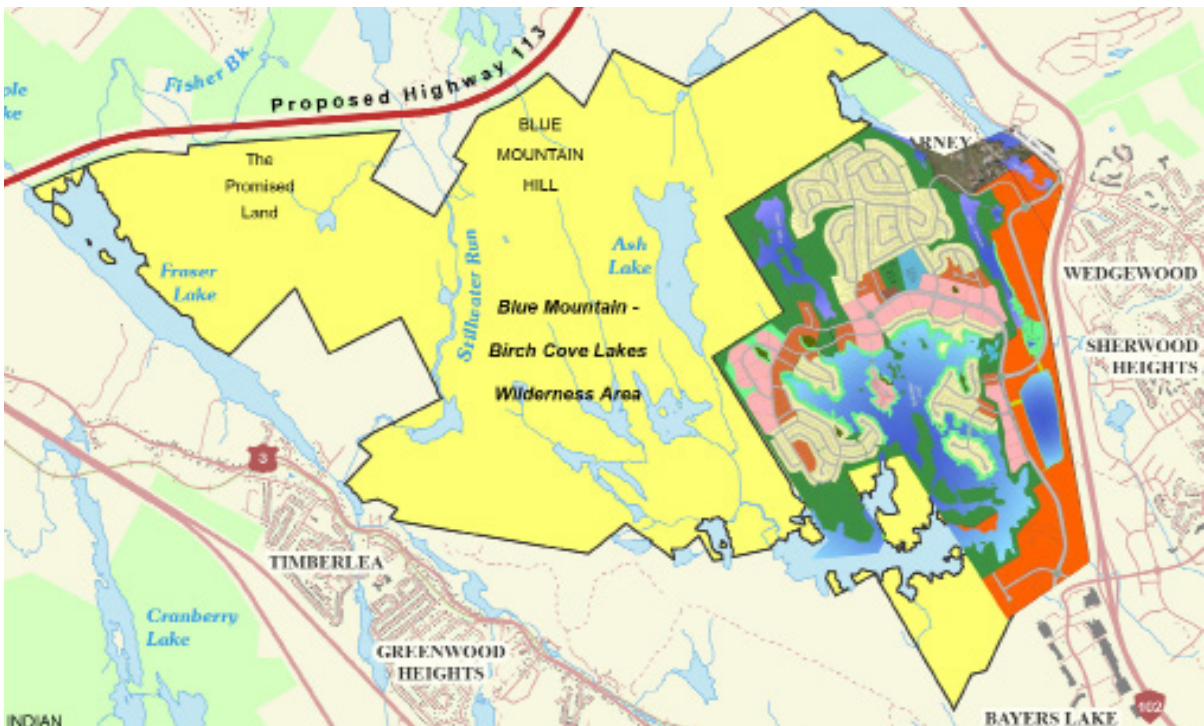 Proposed Highway 113
Fisher Bk.
ole
ke
The
Promised
Land
BLUE
MOUNTAIN
HILL
ARNEY
Fraser
Lake
Stillwater Run
Ash
Lake
WEDGEWOOD
Blue Mountain -
Birch Cove Lakes
Wilderness Area
SHERWOOD
HEIGHTS
3
TIMBERLEA
Cranberry
Lake
GREENWOOD
HEIGHTS
102
INDIAN
BAYERS LAKE